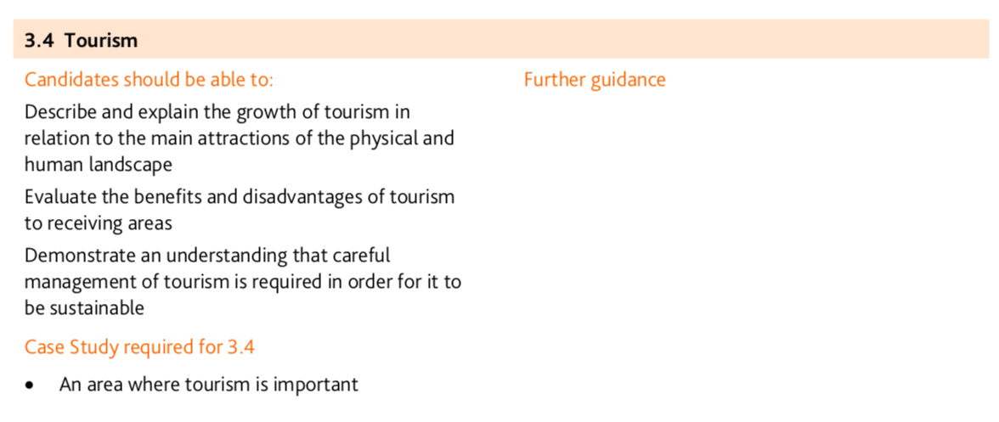 3.4 Tourism
Candidates should be able to:
Further guidance
Describe and explain the growth of tourism in
relation to the main attractions of the physical and
human landscape
Evaluate the benefits and disadvantages of tourism
to receiving areas
Demonstrate an understanding that careful
management of tourism is required in order for it to
be sustainable
Case Study required for 3.4
• An area where tourism is important